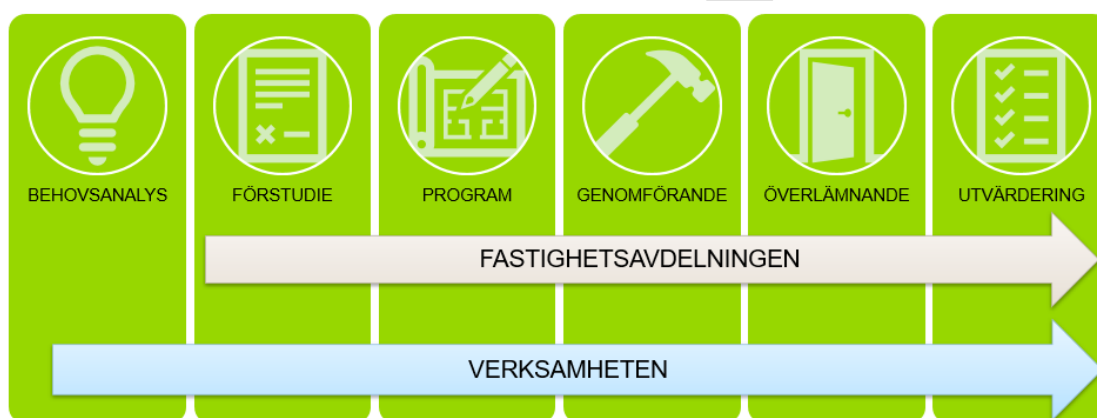 BEHOVSANALYS
FÖRSTUDIE
PROGRAM
GENOMFÖRANDE
ÖVERLÄMNANDE
UTVÄRDERING
FASTIGHETSAVDELNINGEN
VERKSAMHETEN